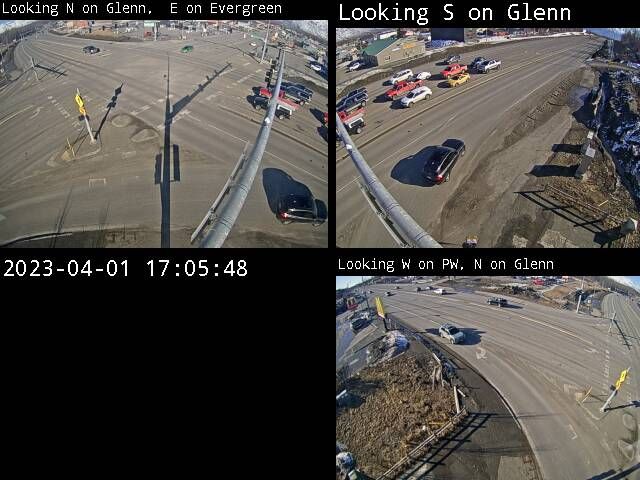 Looking N on Glenn, E on Evergreen
Looking S on Glenn
2023-04-01 17:05:48
Looking W on PW, N on Glenn